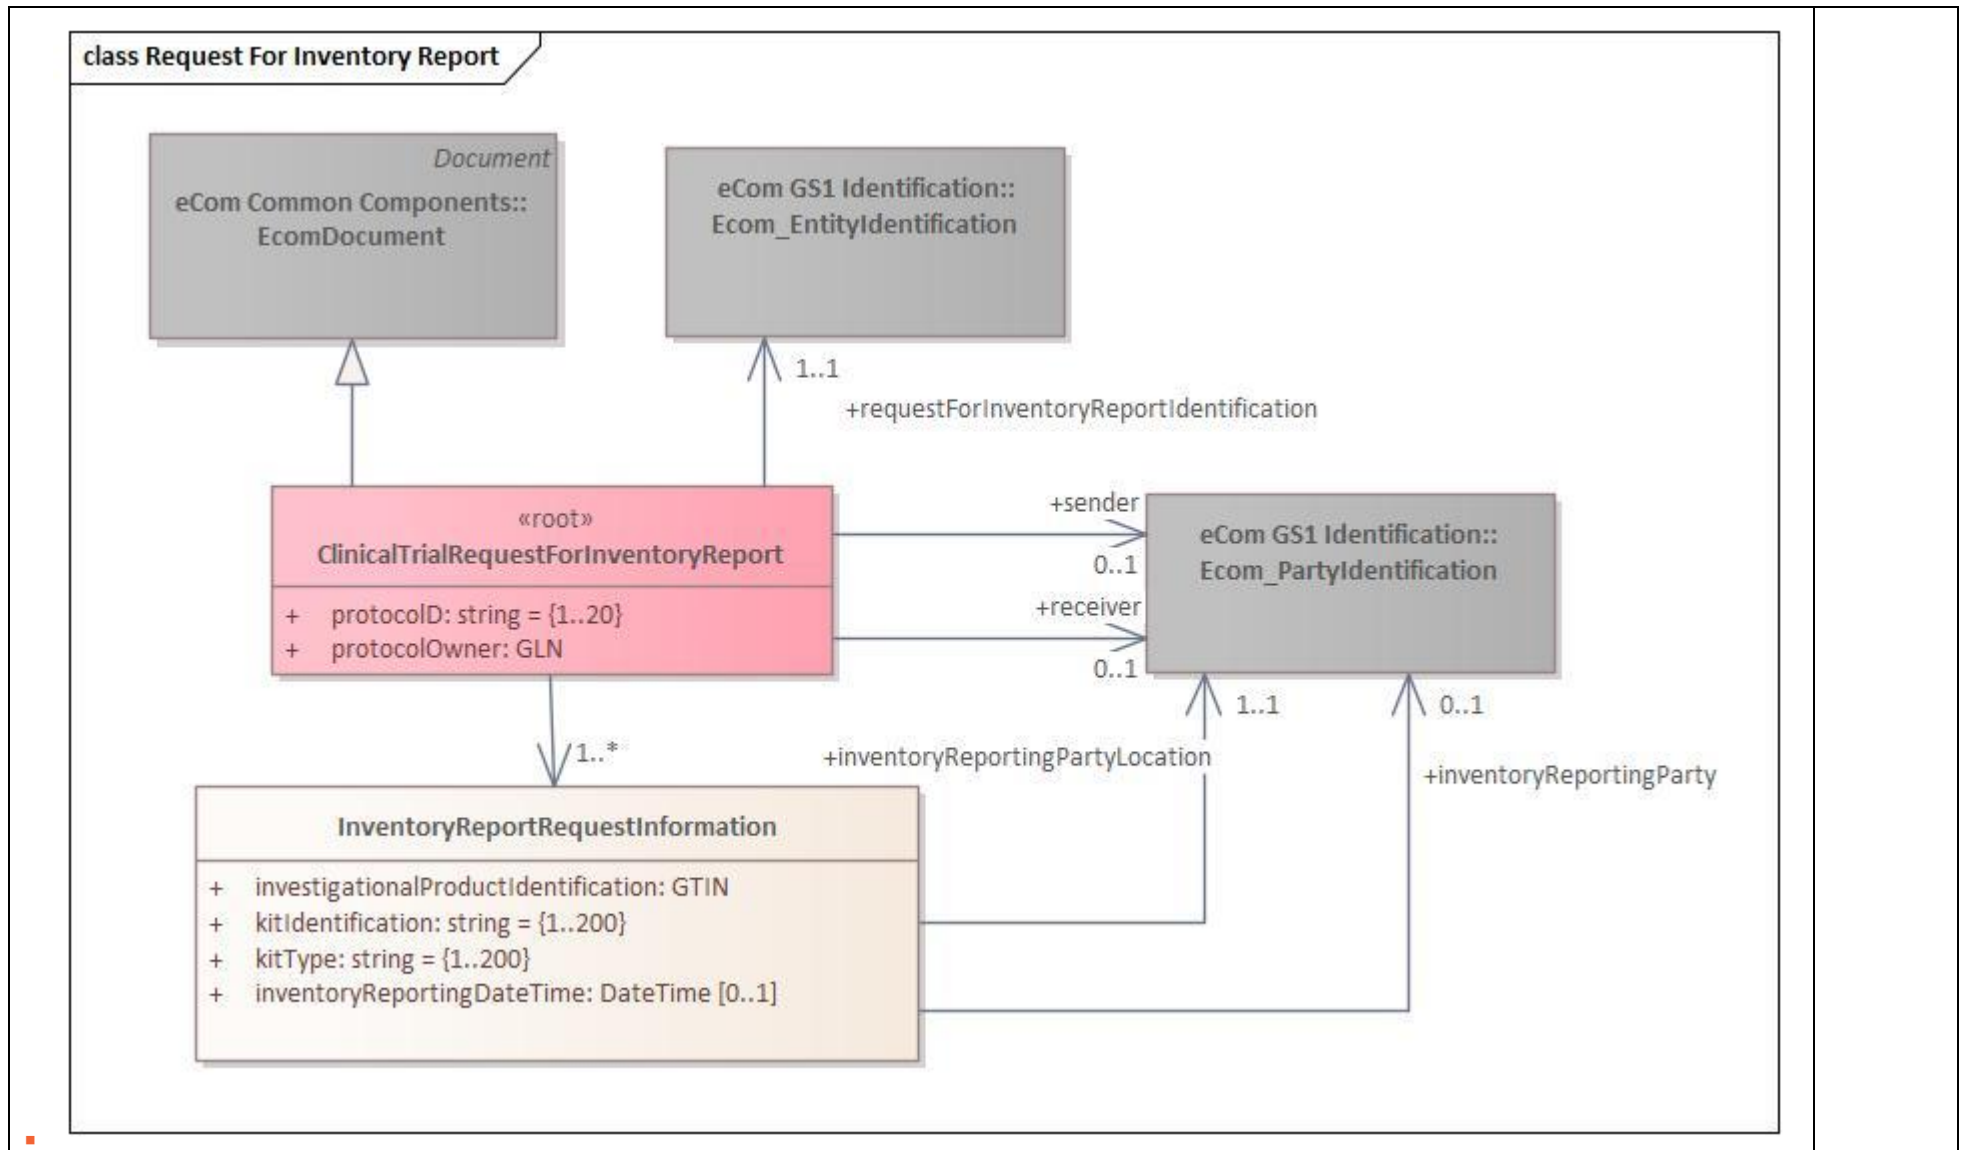 class Request For Inventory Report
Document
eCom Common Components::
EcomDocument
eCom GS1 Identification::
Ecom_EntityIdentification
1..1
+requestForInventoryReportIdentification
«root»
ClinicalTrialRequestForInventoryReport
+ protocolD: string = {1..20}
+ protocolOwner: GLN
+sender
0..1
+receiver
0..1
eCom GS1 Identification::
Ecom_PartyIdentification
1..1
0..1
1..*
+inventoryReportingPartyLocation
+inventoryReportingParty
InventoryReportRequestInformation
+ investigationalProductIdentification: GTIN
+ kitIdentification: string = {1..200}
+ kitType: string = {1..200}
+ inventoryReportingDateTime: DateTime [0..1]